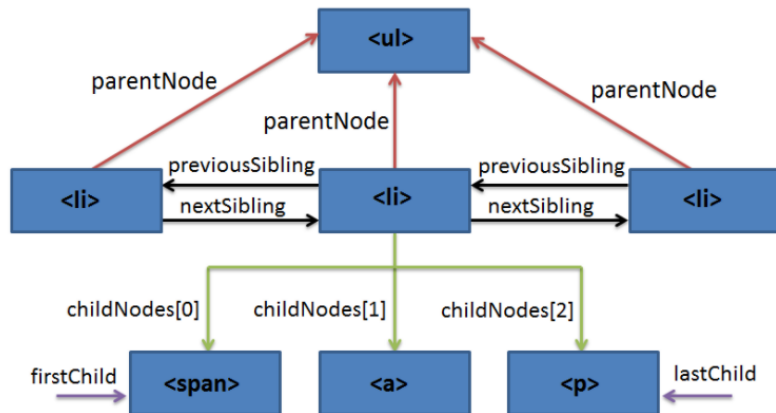 <ul>
parentNode
parentNode
parentNode
previousSibling
previousSibling
<li>
<li>
<li>
nextSibling
nextSibling
childNodes[0]
childNodes[1]
childNodes[2]
firstChild
<span>
<a>
<p>
lastChild